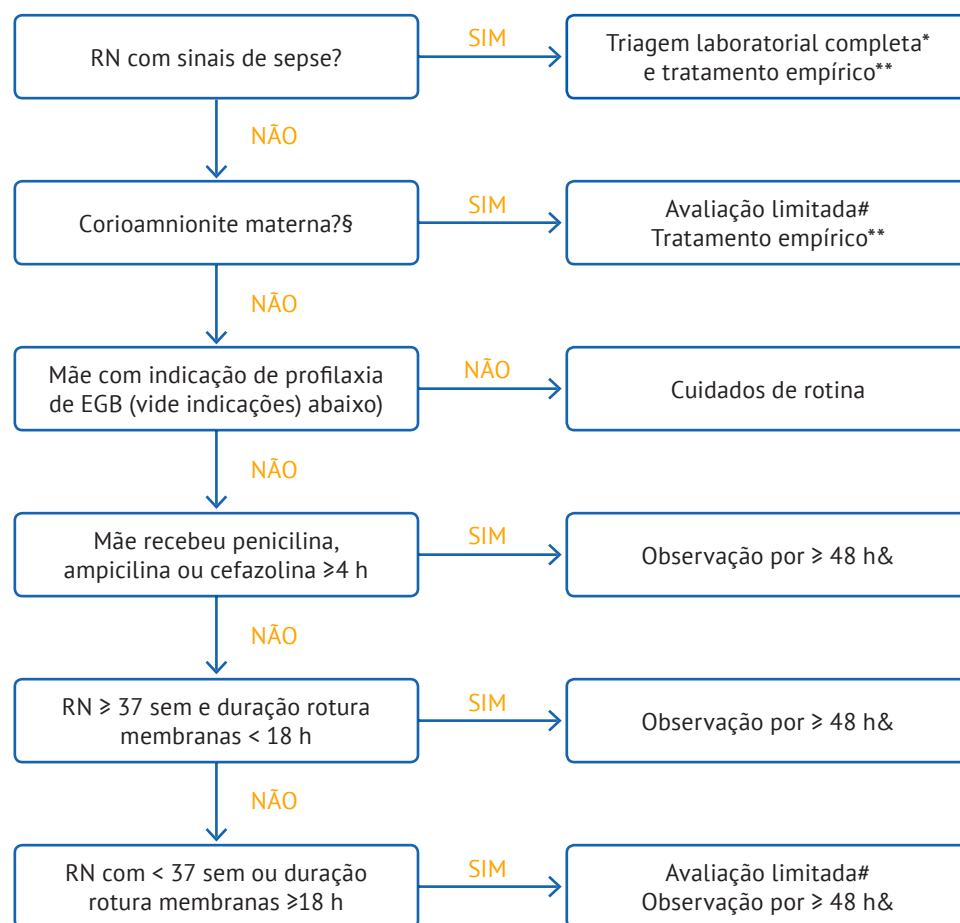 RN com sinais de sepse?
SIM
Triagem laboratorial completa*
e tratamento empírico**
NÃO
Corioamnionite materna?§
SIM
Avaliação limitada#
Tratamento empírico**
NÃO
Mãe com indicação de profilaxia
de EGB (vide indicações) abaixo)
NÃO
Cuidados de rotina
NÃO
Mãe recebeu penicilina,
ampicilina ou cefazolina ≥4 h
SIM
Observação por ≥ 48 h&
NÃO
RN ≥ 37 sem e duração rotura
membranas < 18 h
SIM
Observação por ≥ 48 h&
NÃO
RN com < 37 sem ou duração
rotura membranas ≥18 h
SIM
Avaliação limitada#
Observação por ≥ 48 h&